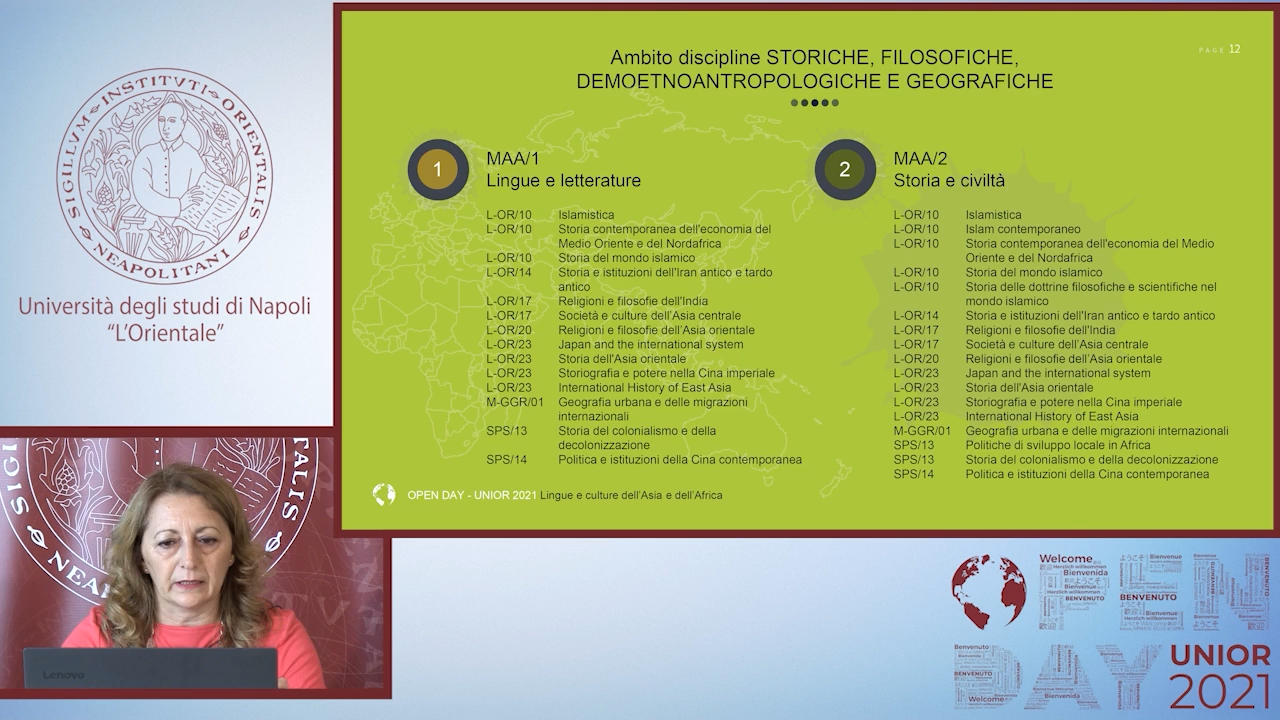 SIGILLVM INSTITVTI ORIENTALIS NEAPOLITANI
Università degli studi di Napoli
“L’Orientale”
PAGE 12
Ambito discipline STORICHE, FILOSOFICHE,
DEMOETNOANTROPOLOGICHE E GEOGRAFICHE
1
MAA/1
Lingue e letterature
L-OR/10 Islamistica
L-OR/10 Storia contemporanea dell'economia del
Medio Oriente e del Nordafrica
L-OR/10 Storia del mondo islamico
L-OR/14 Storia e istituzioni dell'Iran antico e tardo
antico
L-OR/17 Religioni e filosofie dell'India
L-OR/17 Società e culture dell’Asia centrale
L-OR/20 Religioni e filosofie dell’Asia orientale
L-OR/23 Japan and the international system
L-OR/23 Storia dell'Asia orientale
L-OR/23 Storiografia e potere nella Cina imperiale
L-OR/23 International History of East Asia
M-GGR/01 Geografia urbana e delle migrazioni
internazionali
SPS/13 Storia del colonialismo e della
decolonizzazione
SPS/14 Politica e istituzioni della Cina contemporanea
2
MAA/2
Storia e civiltà
L-OR/10 Islamistica
L-OR/10 Islam contemporaneo
L-OR/10 Storia contemporanea dell'economia del Medio
Oriente e del Nordafrica
L-OR/10 Storia del mondo islamico
L-OR/10 Storia delle dottrine filosofiche e scientifiche nel
mondo islamico
L-OR/14 Storia e istituzioni dell'Iran antico e tardo antico
L-OR/17 Religioni e filosofie dell'India
L-OR/17 Società e culture dell’Asia centrale
L-OR/20 Religioni e filosofie dell’Asia orientale
L-OR/23 Japan and the international system
L-OR/23 Storia dell'Asia orientale
L-OR/23 Storiografia e potere nella Cina imperiale
L-OR/23 International History of East Asia
M-GGR/01 Geografia urbana e delle migrazioni internazionali
SPS/13 Politiche di sviluppo locale in Africa
SPS/13 Storia del colonialismo e della decolonizzazione
SPS/14 Politica e istituzioni della Cina contemporanea
OPEN DAY - UNIOR 2021 Lingue e culture dell’Asia e dell’Africa
Lenovo
OPEN
DAY
Welcome
Bienvenida
BENVENUTO
UNIOR
2021